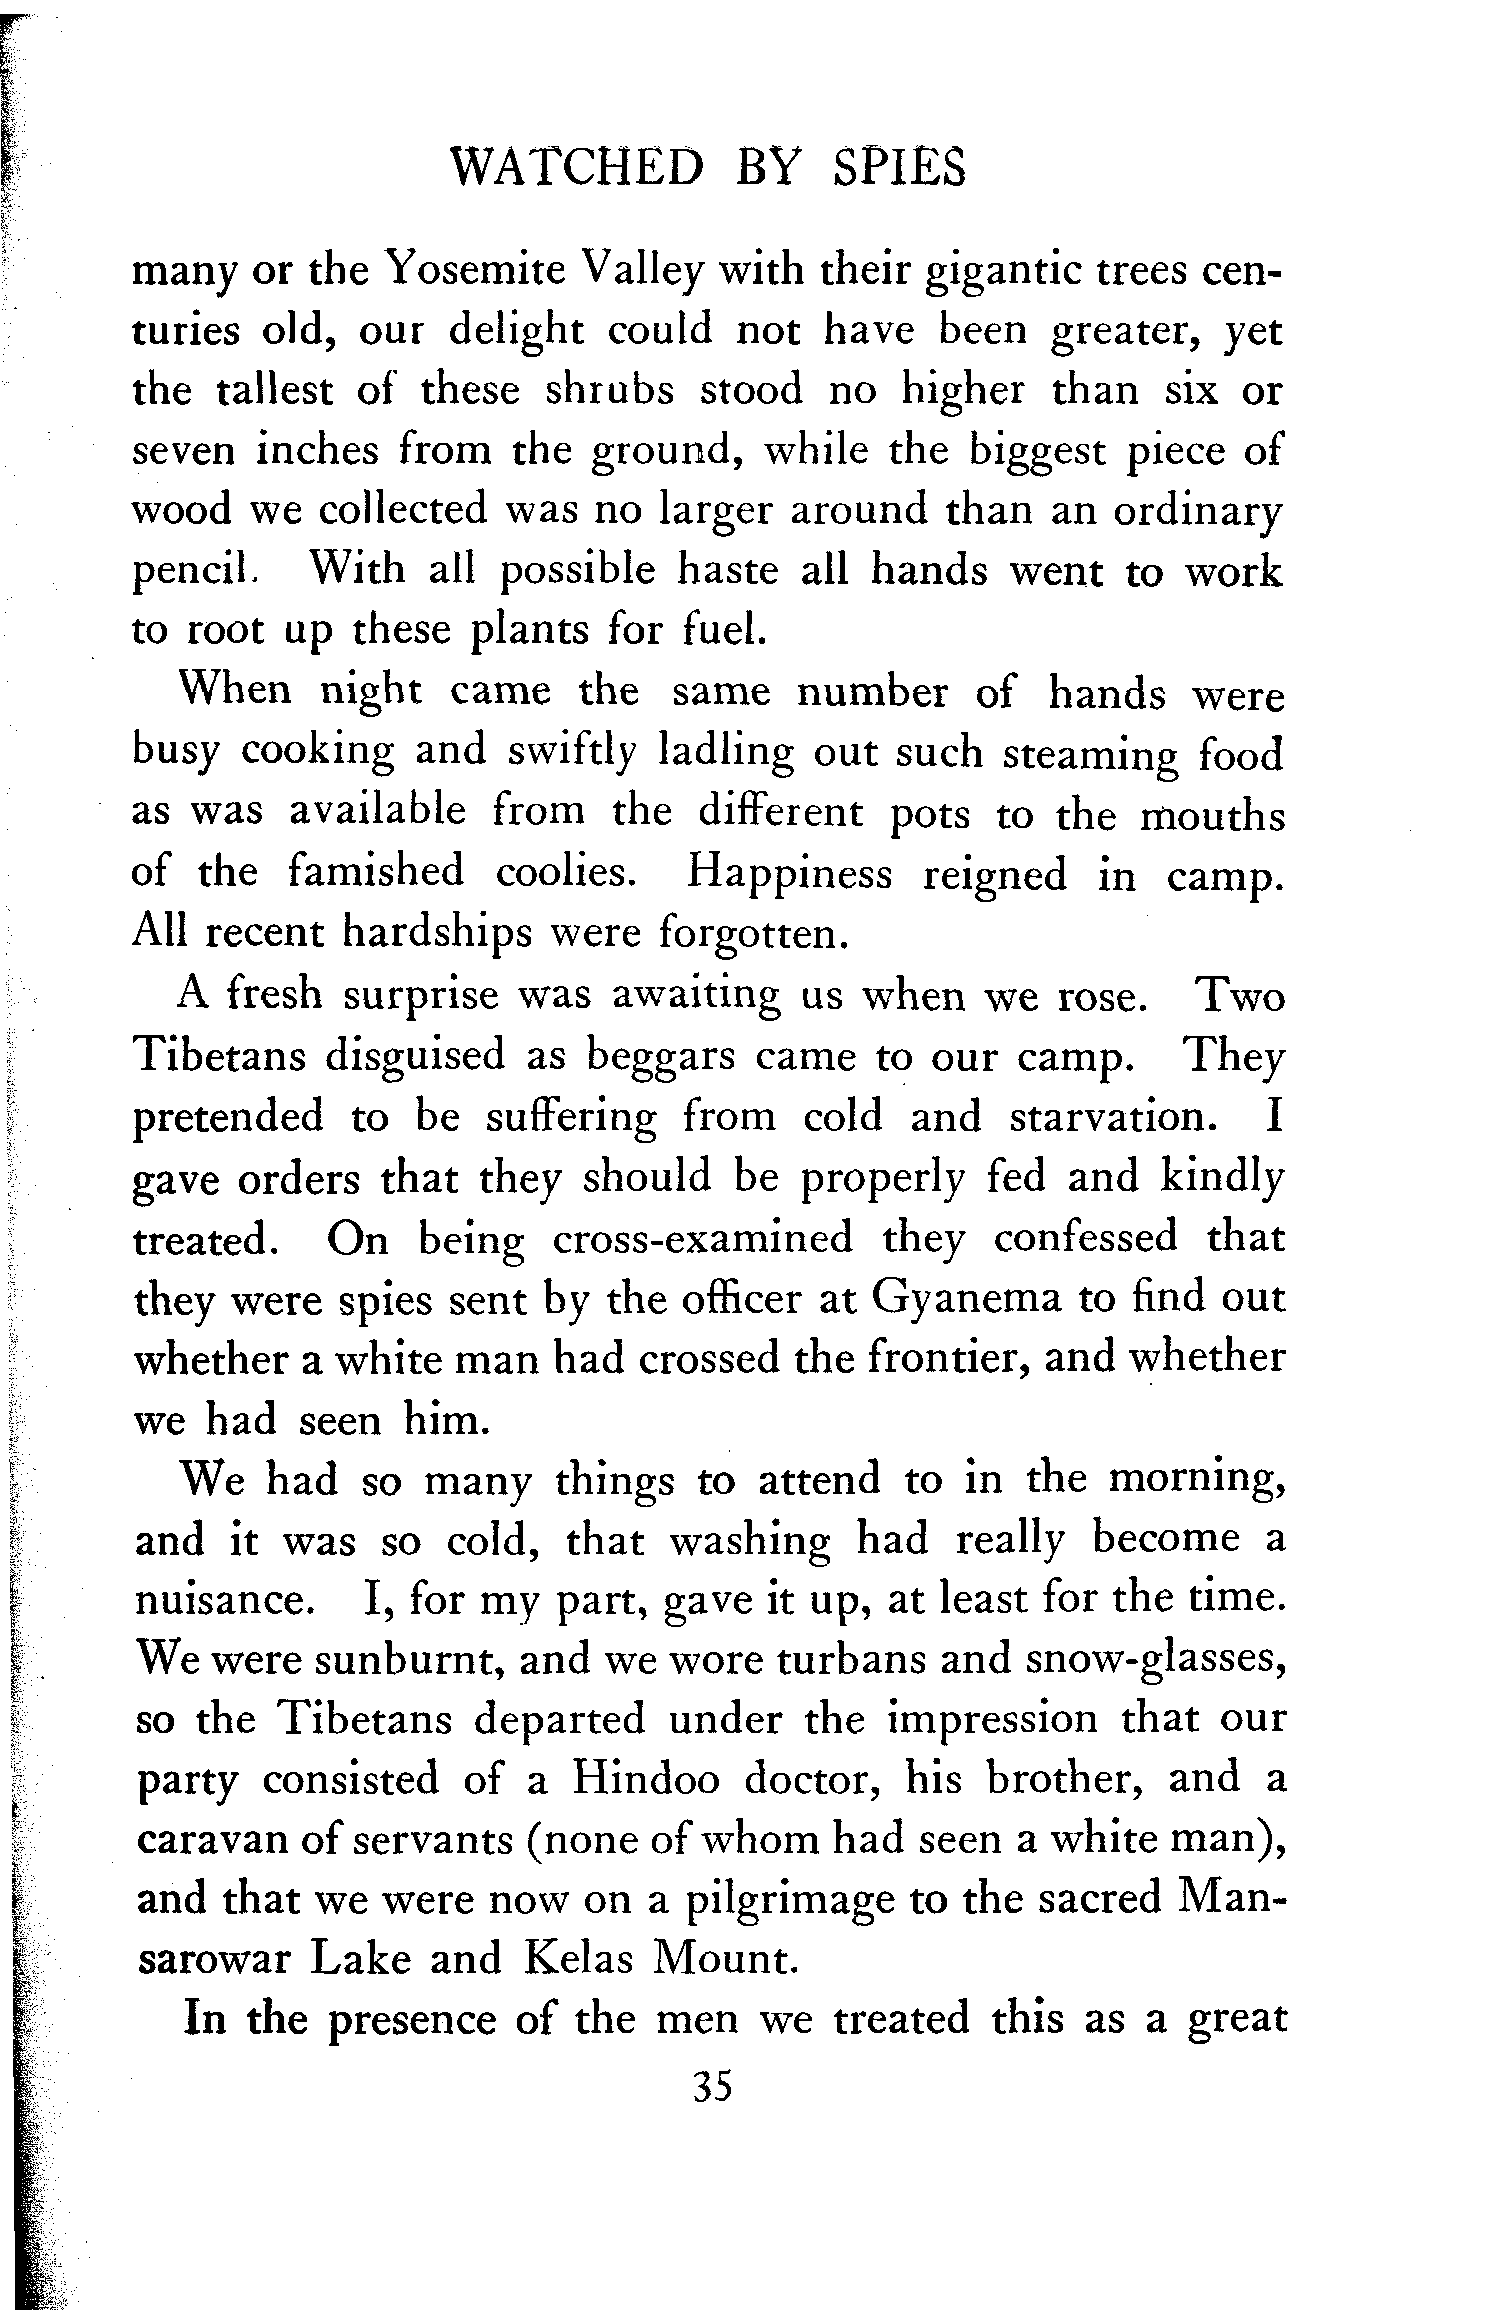 WATCHED BY SPIES
many or the Yosemite Valley with their gigantic trees cen-
turies old, our delight could not have been greater, yet
the tallest of these shrubs stood no higher than six or
seven inches from the ground, while the biggest piece of
wood we collected was no larger around than an ordinary
pencil. With all possible haste all hands went to work
to root up these plants for fuel.
When night came the same number of hands were
busy cooking and swiftly ladling out such steaming food
as was available from the different pots to the mouths
of the famished coolies. Happiness reigned in camp.
All recent hardships were forgotten.
A fresh surprise was awaiting us when we rose. Two
Tibetans disguised as beggars came to our camp. They
pretended to be suffering from cold and starvation. I
gave orders that they should be properly fed and kindly
treated. On being cross-examined they confessed that
they were spies sent by the officer at Gyanema to find out
whether a white man had crossed the frontier, and whether
we had seen him.
We had so many things to attend to in the morning,
and it was so cold, that washing had really become a
nuisance. I, for my part, gave it up, at least for the time.
We were sunburnt, and we wore turbans and snow-glasses,
so the Tibetans departed under the impression that our
party consisted of a Hindoo doctor, his brother, and a
caravan of servants (none of whom had seen a white man),
and that we were now on a pilgrimage to the sacred Man-
sarowar Lake and Kelas Mount.
In the presence of the men we treated this as a great
35